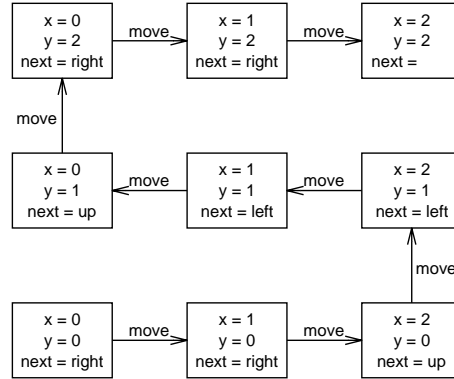 x = 0
y = 2
next = right
move
x = 1
y = 2
next = right
move
x = 2
y = 2
next =
move
x = 0
y = 1
next = up
move
x = 1
y = 1
next = left
move
x = 2
y = 1
next = left
move
x = 0
y = 0
next = right
move
x = 1
y = 0
next = right
move
x = 2
y = 0
next = up